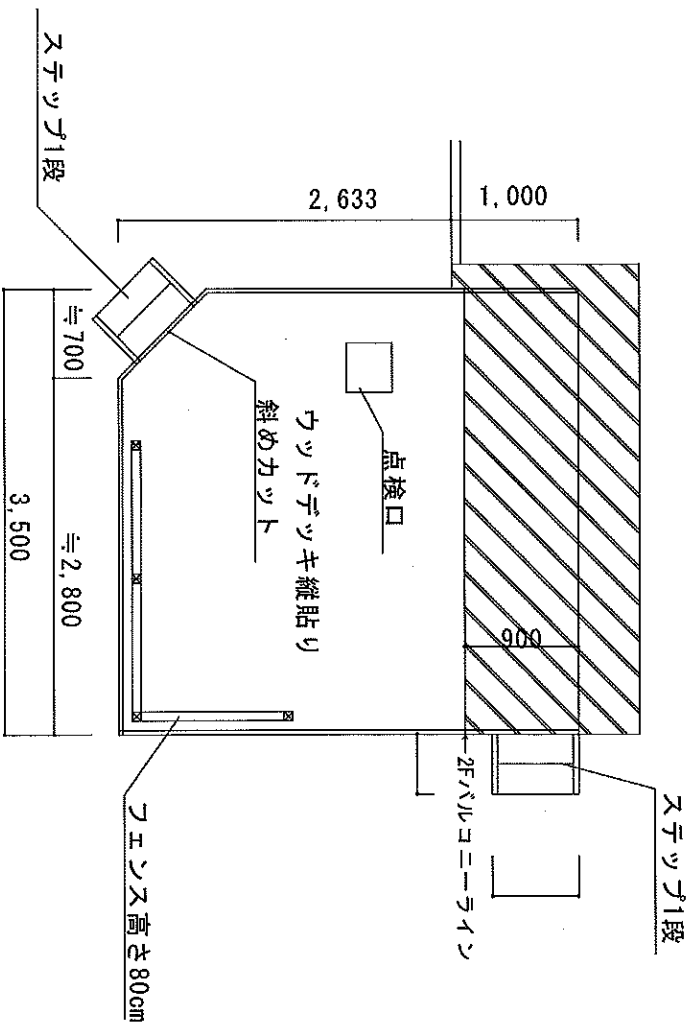 ステップ1段
2,633
1,000
≒700
斜めカット
ウッドデッキ縦貼り
点検口
3,500
≒2,800
900
2Fバルコニーライン
ステップ1段
フェンス高さ80cm